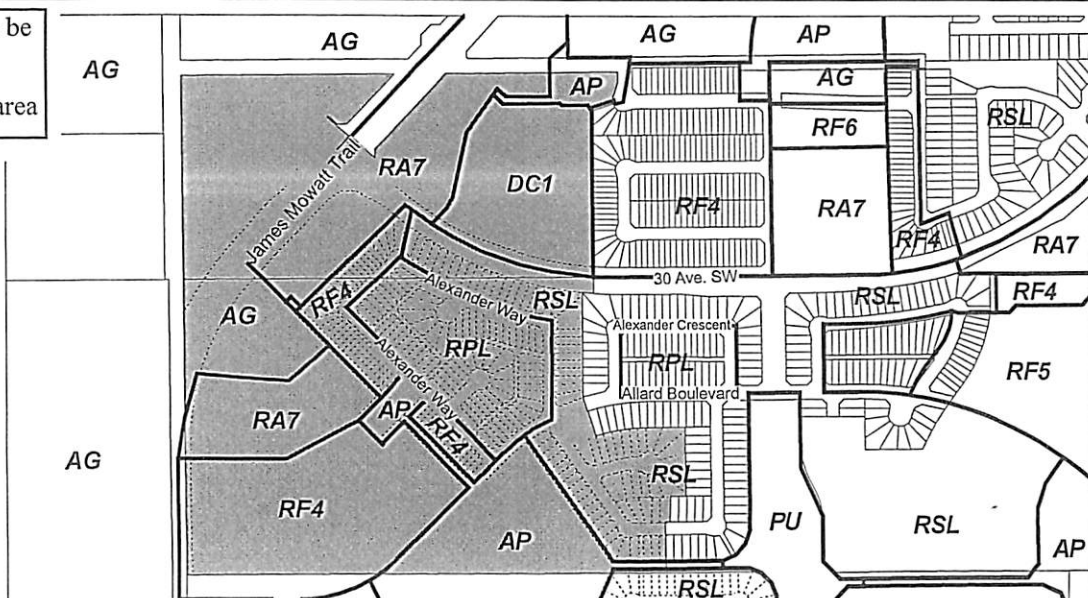 be
area
AG
AG
AG
AP
AG
AP
RF6
RSL
James Mowatt Trail
RA7
DC1
RF4
RA7
RF4
RA7
30 Ave. SW
AG
RF4
Alexander Way
RSL
RSL
RF4
Alexander Crescent
RPL
RPL
Alexander Way
Allard Boulevard
RF5
RA7
AP
RF4
AG
RSL
RF4
AP
PU
RSL
AP
RSL